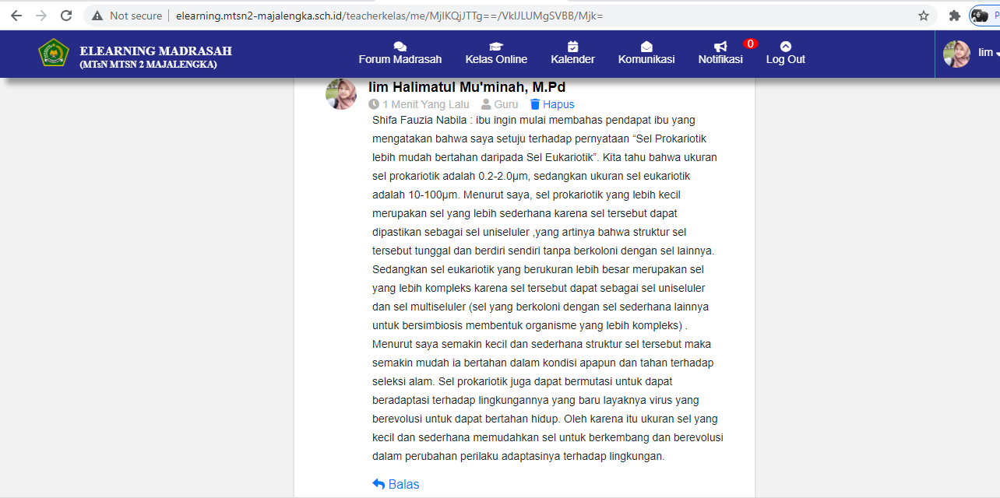 Not secure | elearning.mtsn2-majalengka.sch.id/teacherkelas/me/MjIKQjJTTg==/VklJLUMgSVBB/Mjk=
ELEARNING MADRASAH
(MTsN MTSN 2 MAJALENGKA)
Forum Madrasah
Kelas Online
Kalender
Komunikasi
Notifikasi
0
Log Out
Iim
Iim Halimatul Mu'minah, M.Pd
1 Menit Yang Lalu Guru Hapus
Shifa Fauzia Nabila : ibu ingin mulai membahas pendapat ibu yang
mengatakan bahwa saya setuju terhadap pernyataan “Sel Prokariotik
lebih mudah bertahan daripada Sel Eukariotik”. Kita tahu bahwa ukuran
sel prokariotik adalah 0.2-2.0μm, sedangkan ukuran sel eukariotik
adalah 10-100μm. Menurut saya, sel prokariotik yang lebih kecil
merupakan sel yang lebih sederhana karena sel tersebut dapat
dipastikan sebagai sel uniseluler ,yang artinya bahwa struktur sel
tersebut tunggal dan berdiri sendiri tanpa berkoloni dengan sel lainnya.
Sedangkan sel eukariotik yang berukuran lebih besar merupakan sel
yang lebih kompleks karena sel tersebut dapat sebagai sel uniseluler
dan sel multiseluler (sel yang berkoloni dengan sel sederhana lainnya
untuk bersimbiosis membentuk organisme yang lebih kompleks) .
Menurut saya semakin kecil dan sederhana struktur sel tersebut maka
semakin mudah ia bertahan dalam kondisi apapun dan tahan terhadap
seleksi alam. Sel prokariotik juga dapat bermutasi untuk dapat
beradaptasi terhadap lingkungannya yang baru layaknya virus yang
berevolusi untuk dapat bertahan hidup. Oleh karena itu ukuran sel yang
kecil dan sederhana memudahkan sel untuk berkembang dan berevolusi
dalam perubahan perilaku adaptasinya terhadap lingkungan.
Balas